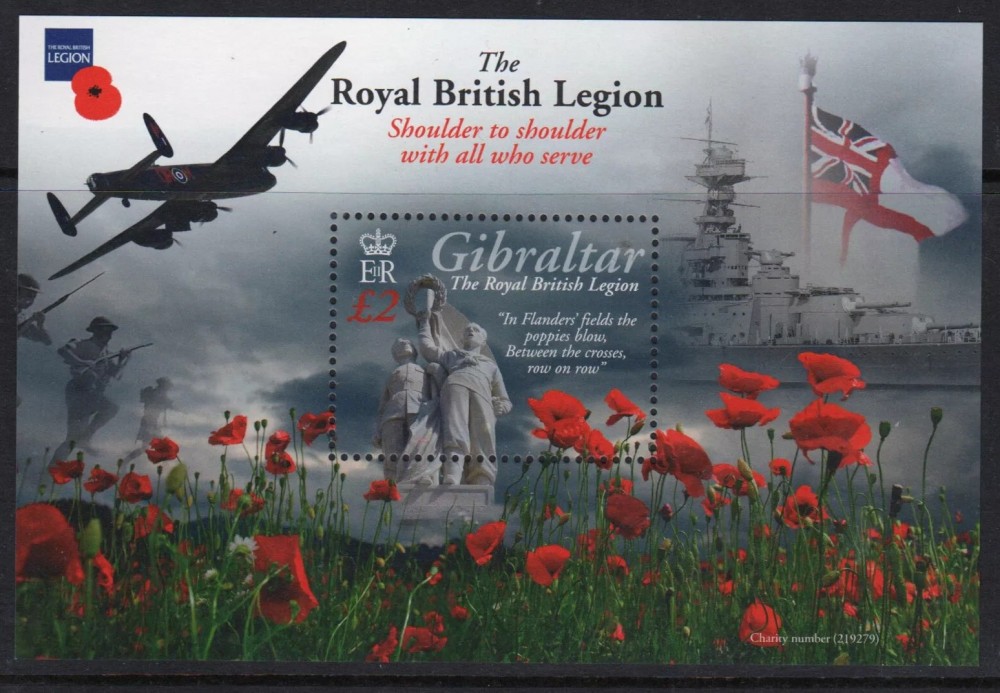 THE ROYAL BRITISH
LEGION
The
Royal British Legion
Shoulder to shoulder
with all who serve
EIIR
£2
Gibraltar
The Royal British Legion
"In Flanders' fields the
poppies blow,
Between the crosses,
row on row"
Charity number (219279)